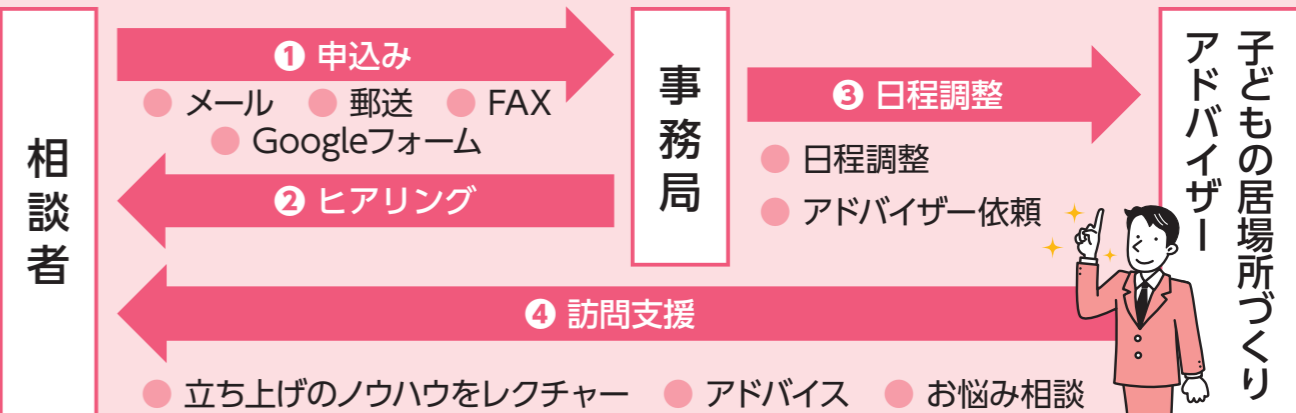 相談者
❶ 申込み
● メール ● 郵送 ● FAX
● Googleフォーム
❷ ヒアリング
事務局
❸ 日程調整
● 日程調整
● アドバイザー依頼
子どもの居場所づくり
アドバイザー
❹ 訪問支援
● 立ち上げのノウハウをレクチャー ● アドバイス ● お悩み相談